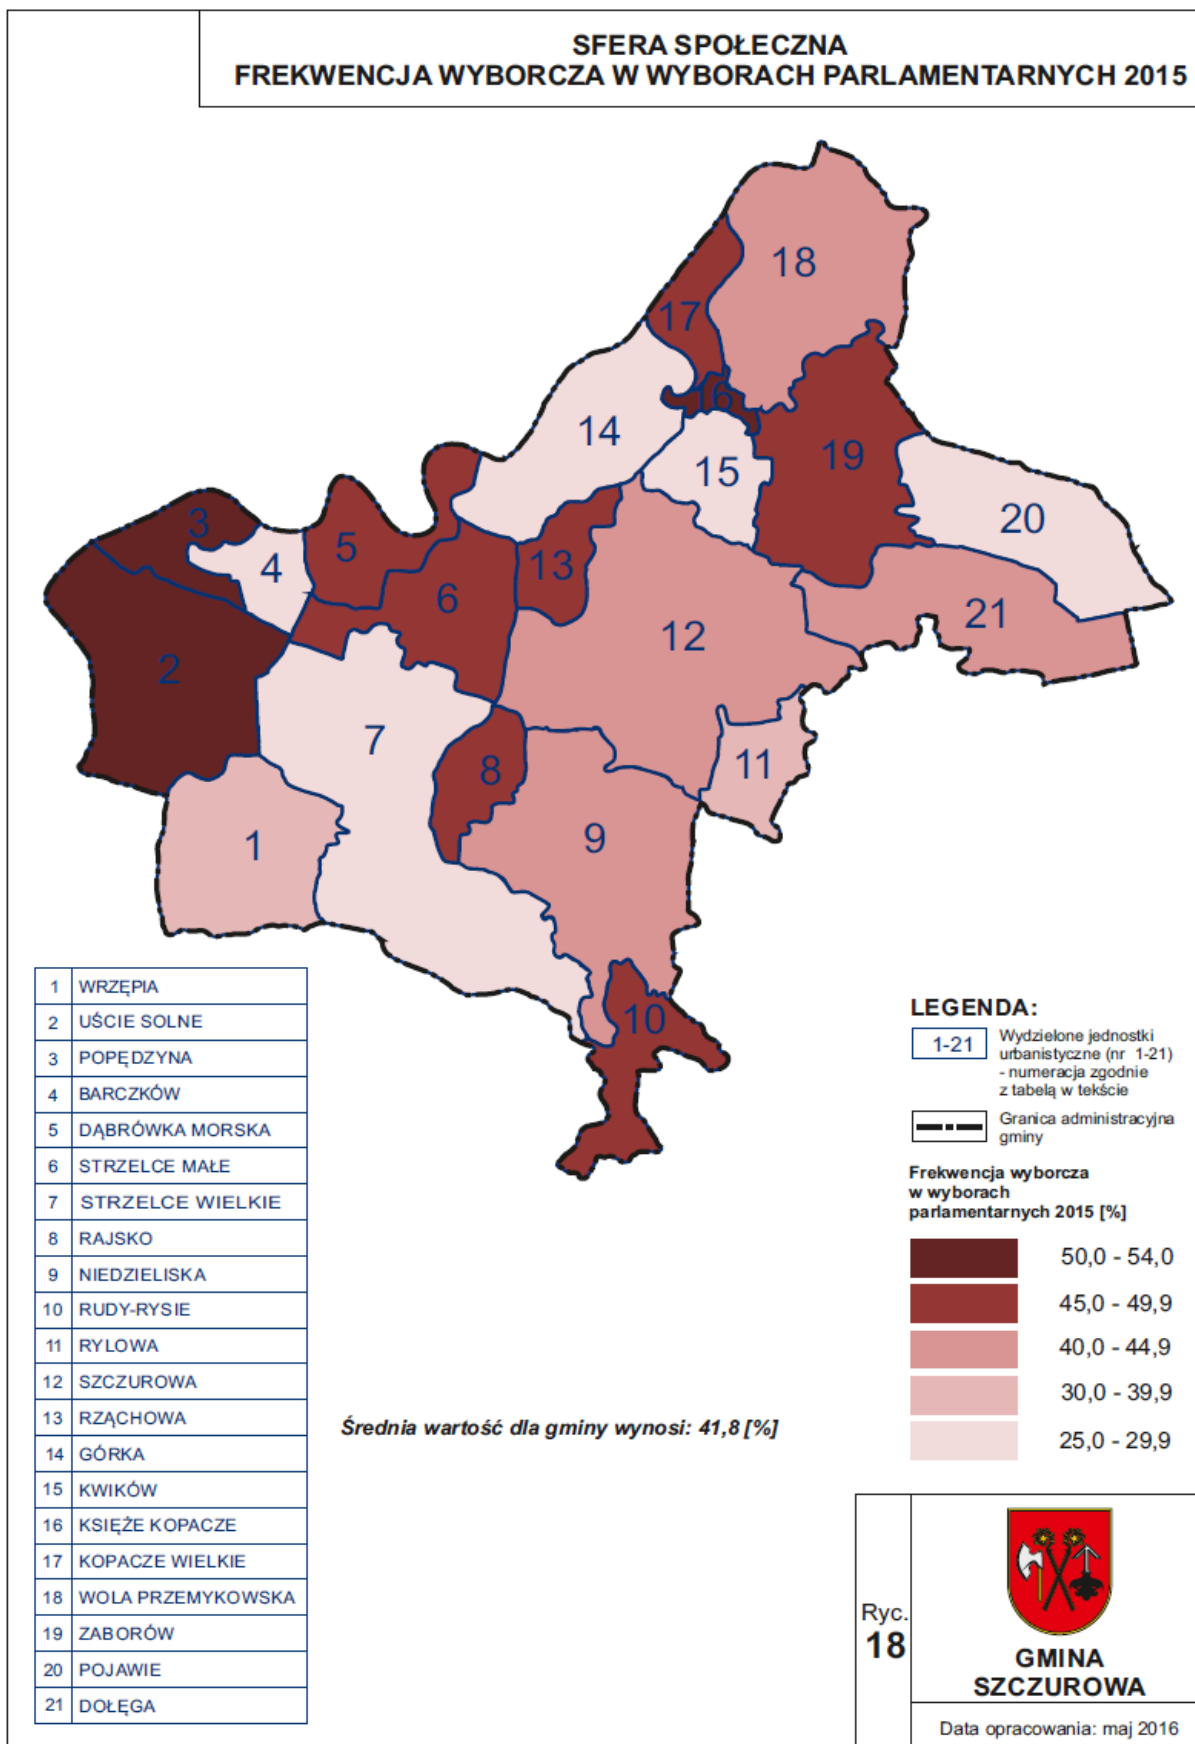 SFERA SPOŁECZNA
FREKWENCJA WYBORCZA W WYBORACH PARLAMENTARNYCH 2015
18
17
16
14
15
19
20
3
5
4
13
6
21
12
2
7
8
11
9
1
10
1 WRZĘPIA
2 UŚCIE SOLNE
3 POPĘDZYNA
4 BARCZKÓW
5 DĄBRÓWKA MORSKA
6 STRZELCE MAŁE
7 STRZELCE WIELKIE
8 RAJSKO
9 NIEDZIELISKA
10 RUDY-RYSIE
11 RYLOWA
12 SZCZUROWA
13 RZĄCHOWA
14 GÓRKA
15 KWIKÓW
16 KSIĘŻE KOPACZE
17 KOPACZE WIELKIE
18 WOLA PRZEMYKOWSKA
19 ZABORÓW
20 POJAWIE
21 DOŁĘGA
Średnia wartość dla gminy wynosi: 41,8 [%]
LEGENDA:
1-21
Wydzielone jednostki
urbanistyczne (nr 1-21)
- numeracja zgodnie
z tabelą w tekście
Granica administracyjna
gminy
Frekwencja wyborcza
w wyborach
parlamentarnych 2015 [%]
50,0 - 54,0
45,0 - 49,9
40,0 - 44,9
30,0 - 39,9
25,0 - 29,9
Ryc.
18
GMINA
SZCZUROWA
Data opracowania: maj 2016